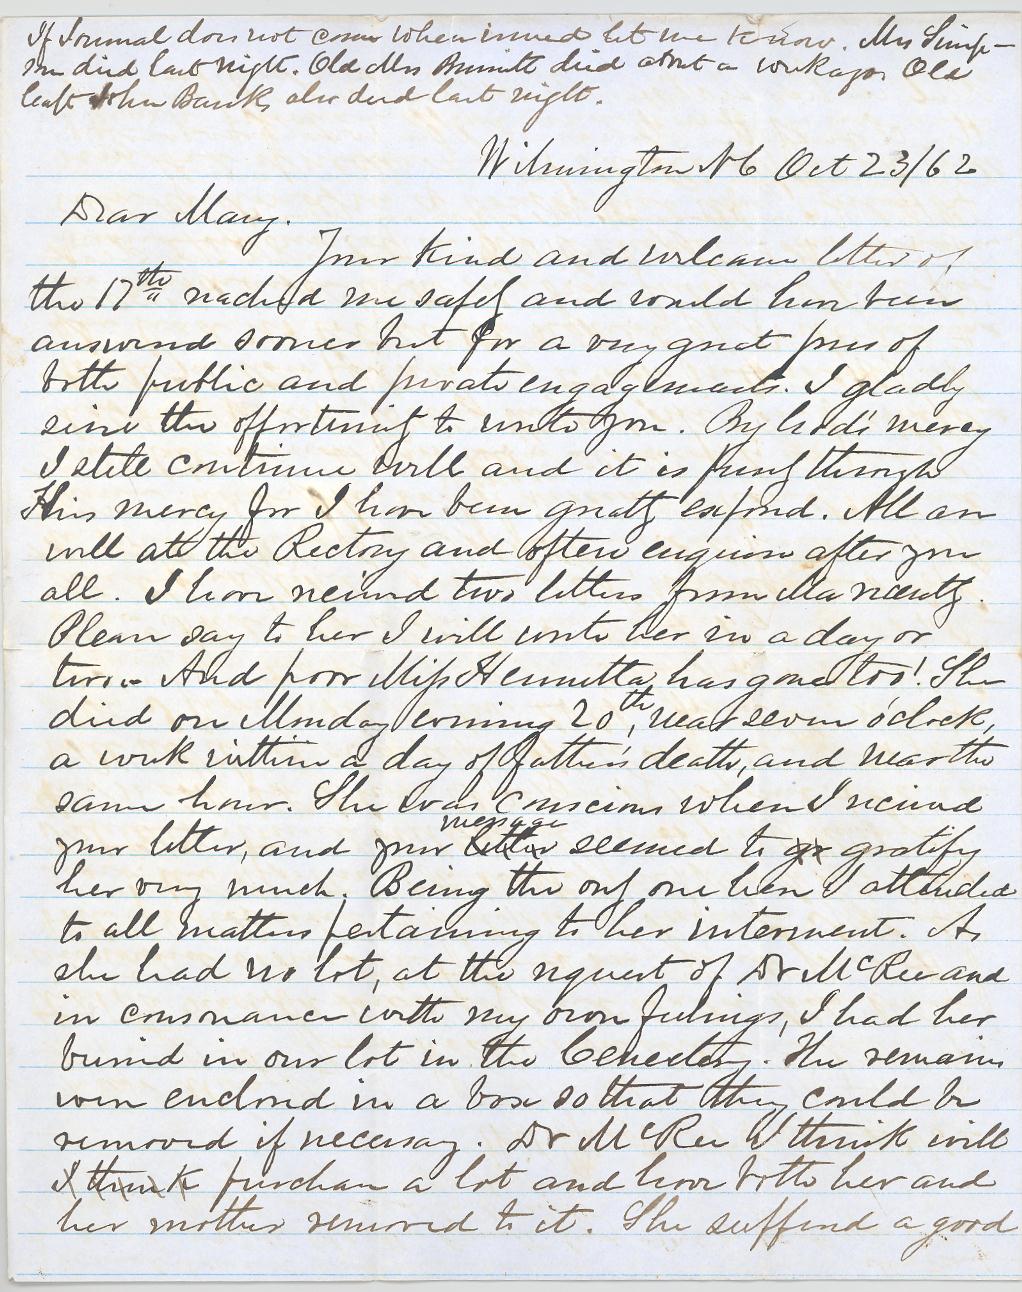 If Journal does not come when issued let me know. Mrs Simp-
son died last night. Old Mrs Burnitt died about a week ago. Old
Capt John Banks also died last night.
Wilmington NC Oct 23/62
Dear Mary.
Your kind and welcome letter of
the 17th reached me safely and would have been
answered sooner but for a very great press of
both public and private engagements. I gladly
seize the opportunity to write you. By God's mercy
I still continue well and it is purely through
His mercy for I have been greatly exposed. All are
well at the Rectory and often enquire after you
all. I have received two letters from Ma recently.
Please say to her I will write her in a day or
two.- And poor Miss Henrietta has gone too! She
died on Monday evening 20th, near seven o'clock,
a week within a day of Father's death, and near the
same hour. She was conscious when I received
message
your letter, and your letter seemed to gr gratify
her very much. Being the only one here I attended
to all matters pertaining to her interment. As
she had no lot, at the request of Dr McRee and
in consonance with my own feelings, I had her
buried in our lot in the Cemetery. The remains
were enclosed in a box so that they could be
removed if necessary. Dr McRee I think will
I think purchase a lot and have both her and
her mother removed to it. She suffered a good